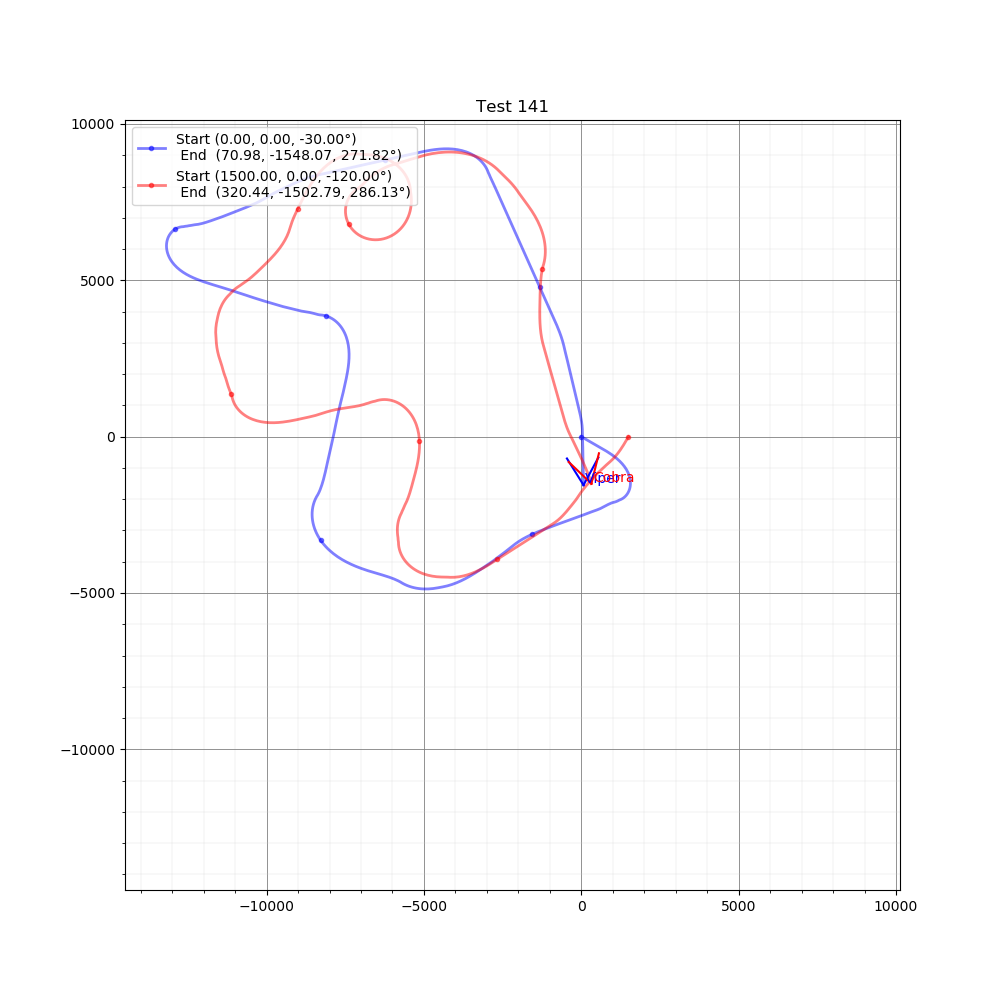 Test 141
Start (0.00, 0.00, -30.00°)
End (70.98, -1548.07, 271.82°)
Start (1500.00, 0.00, -120.00°)
End (320.44, -1502.79, 286.13°)
10000
5000
0
−5000
−10000
Viper
Cobra
−10000
−5000
0
5000
10000